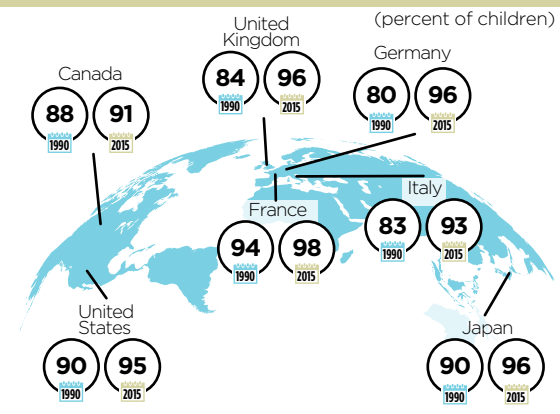 (percent of children)
United
Kingdom
84 96
1990 2015
Germany
80 96
1990 2015
Canada
88 91
1990 2015
France
94 98
1990 2015
Italy
83 93
1990 2015
United
States
90 95
1990 2015
Japan
90 96
1990 2015